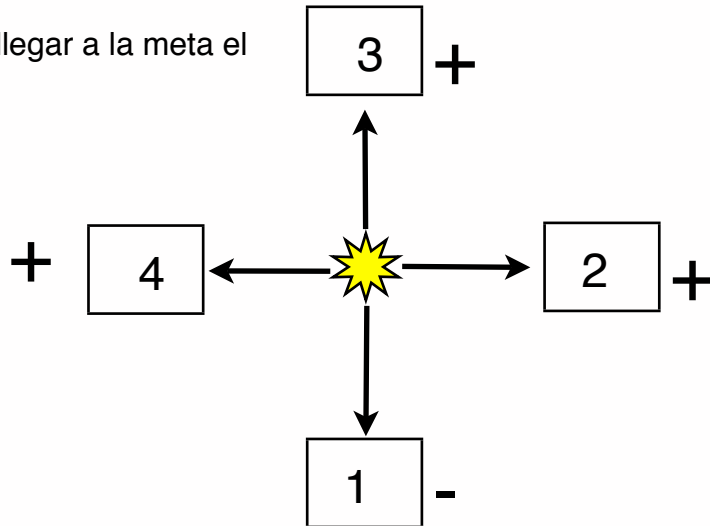 llegar a la meta el
3 +
+ 4
2 +
1 -